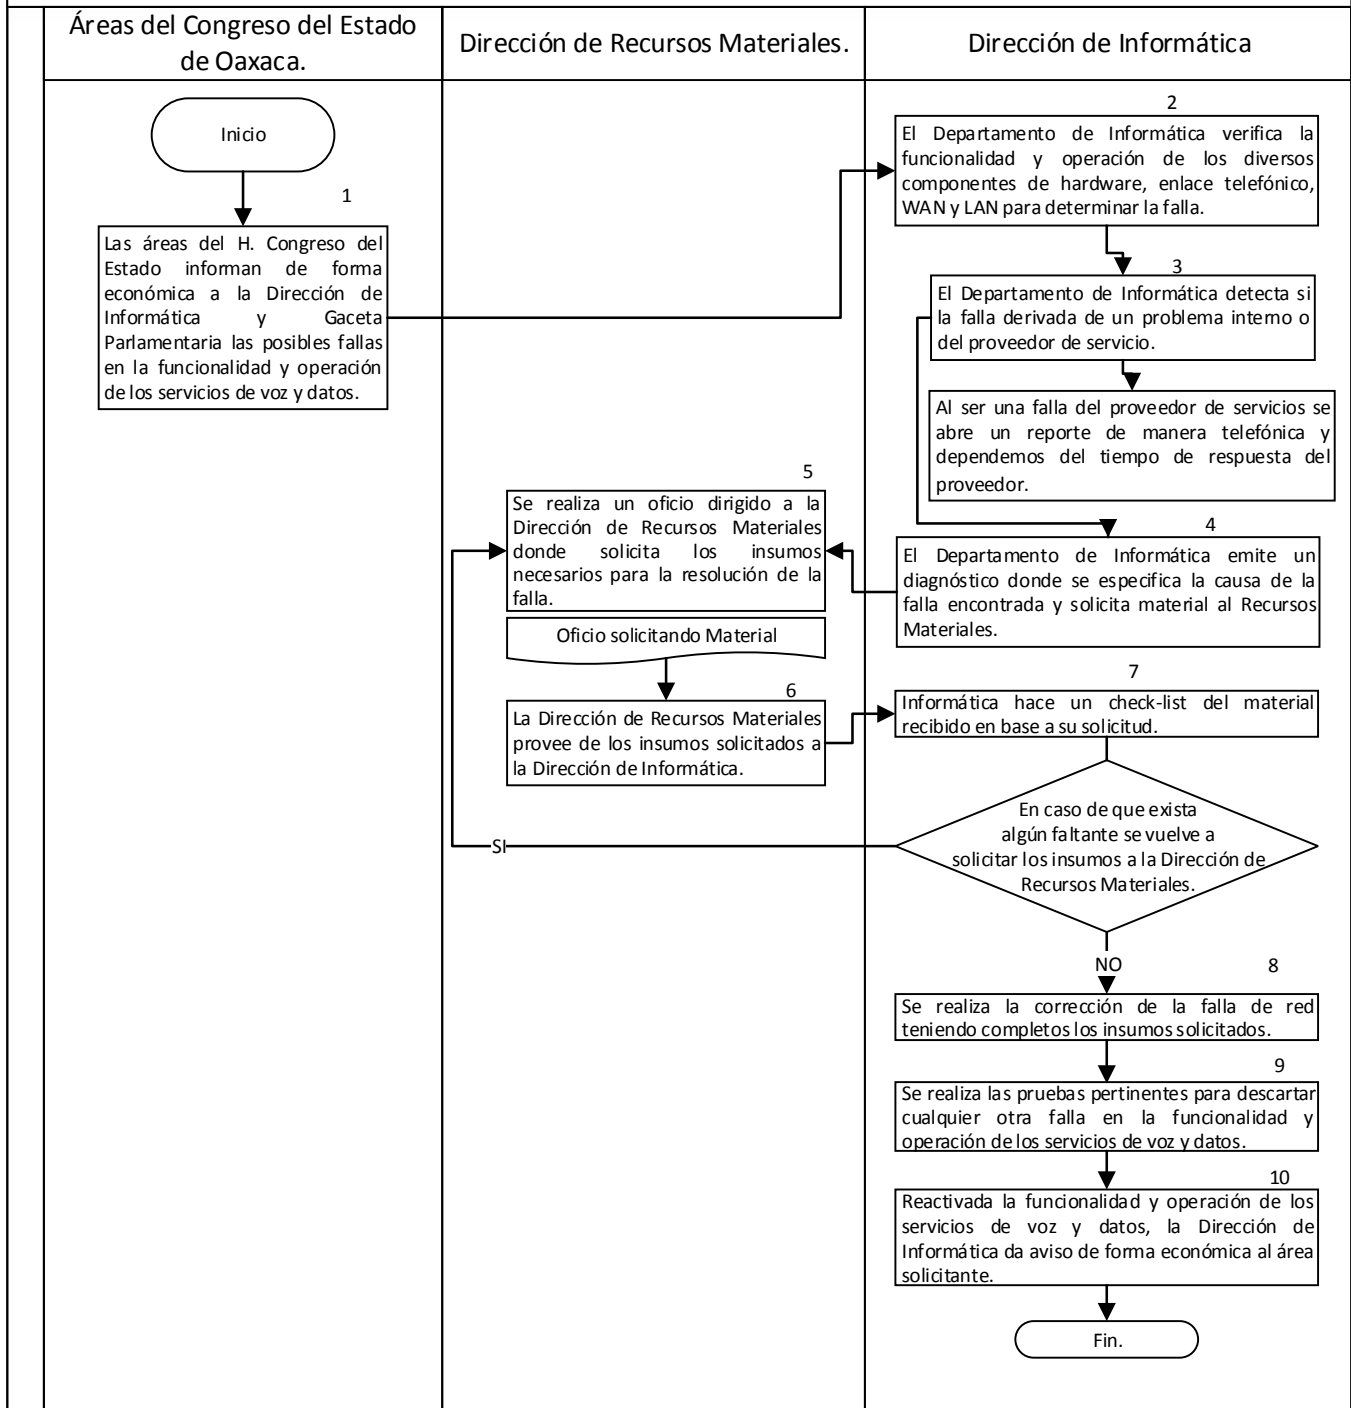 Áreas del Congreso del Estado
de Oaxaca.
Dirección de Recursos Materiales.
Dirección de Informática
Inicio
1
Las áreas del H. Congreso del
Estado informan de forma
económica a la Dirección de
Informática y Gaceta
Parlamentaria las posibles fallas
en la funcionalidad y operación
de los servicios de voz y datos.
2
El Departamento de Informática verifica la
funcionalidad y operación de los diversos
componentes de hardware, enlace telefónico,
WAN y LAN para determinar la falla.
3
El Departamento de Informática detecta si
la falla derivada de un problema interno o
del proveedor de servicio.
Al ser una falla del proveedor de servicios se
abre un reporte de manera telefónica y
dependemos del tiempo de respuesta del
proveedor.
4
El Departamento de Informática emite un
diagnóstico donde se especifica la causa de la
falla encontrada y solicita material al Recursos
Materiales.
5
Se realiza un oficio dirigido a la
Dirección de Recursos Materiales
donde solicita los insumos
necesarios para la resolución de la
falla.
Oficio solicitando Material
6
La Dirección de Recursos Materiales
provee de los insumos solicitados a
la Dirección de Informática.
7
Informática hace un check-list del material
recibido en base a su solicitud.
En caso de que exista
algún faltante se vuelve a
solicitar los insumos a la Dirección de
Recursos Materiales.
SI
NO
8
Se realiza la corrección de la falla de red
teniendo completos los insumos solicitados.
9
Se realiza las pruebas pertinentes para descartar
cualquier otra falla en la funcionalidad y
operación de los servicios de voz y datos.
10
Reactivada la funcionalidad y operación de los
servicios de voz y datos, la Dirección de
Informática da aviso de forma económica al área
solicitante.
Fin.